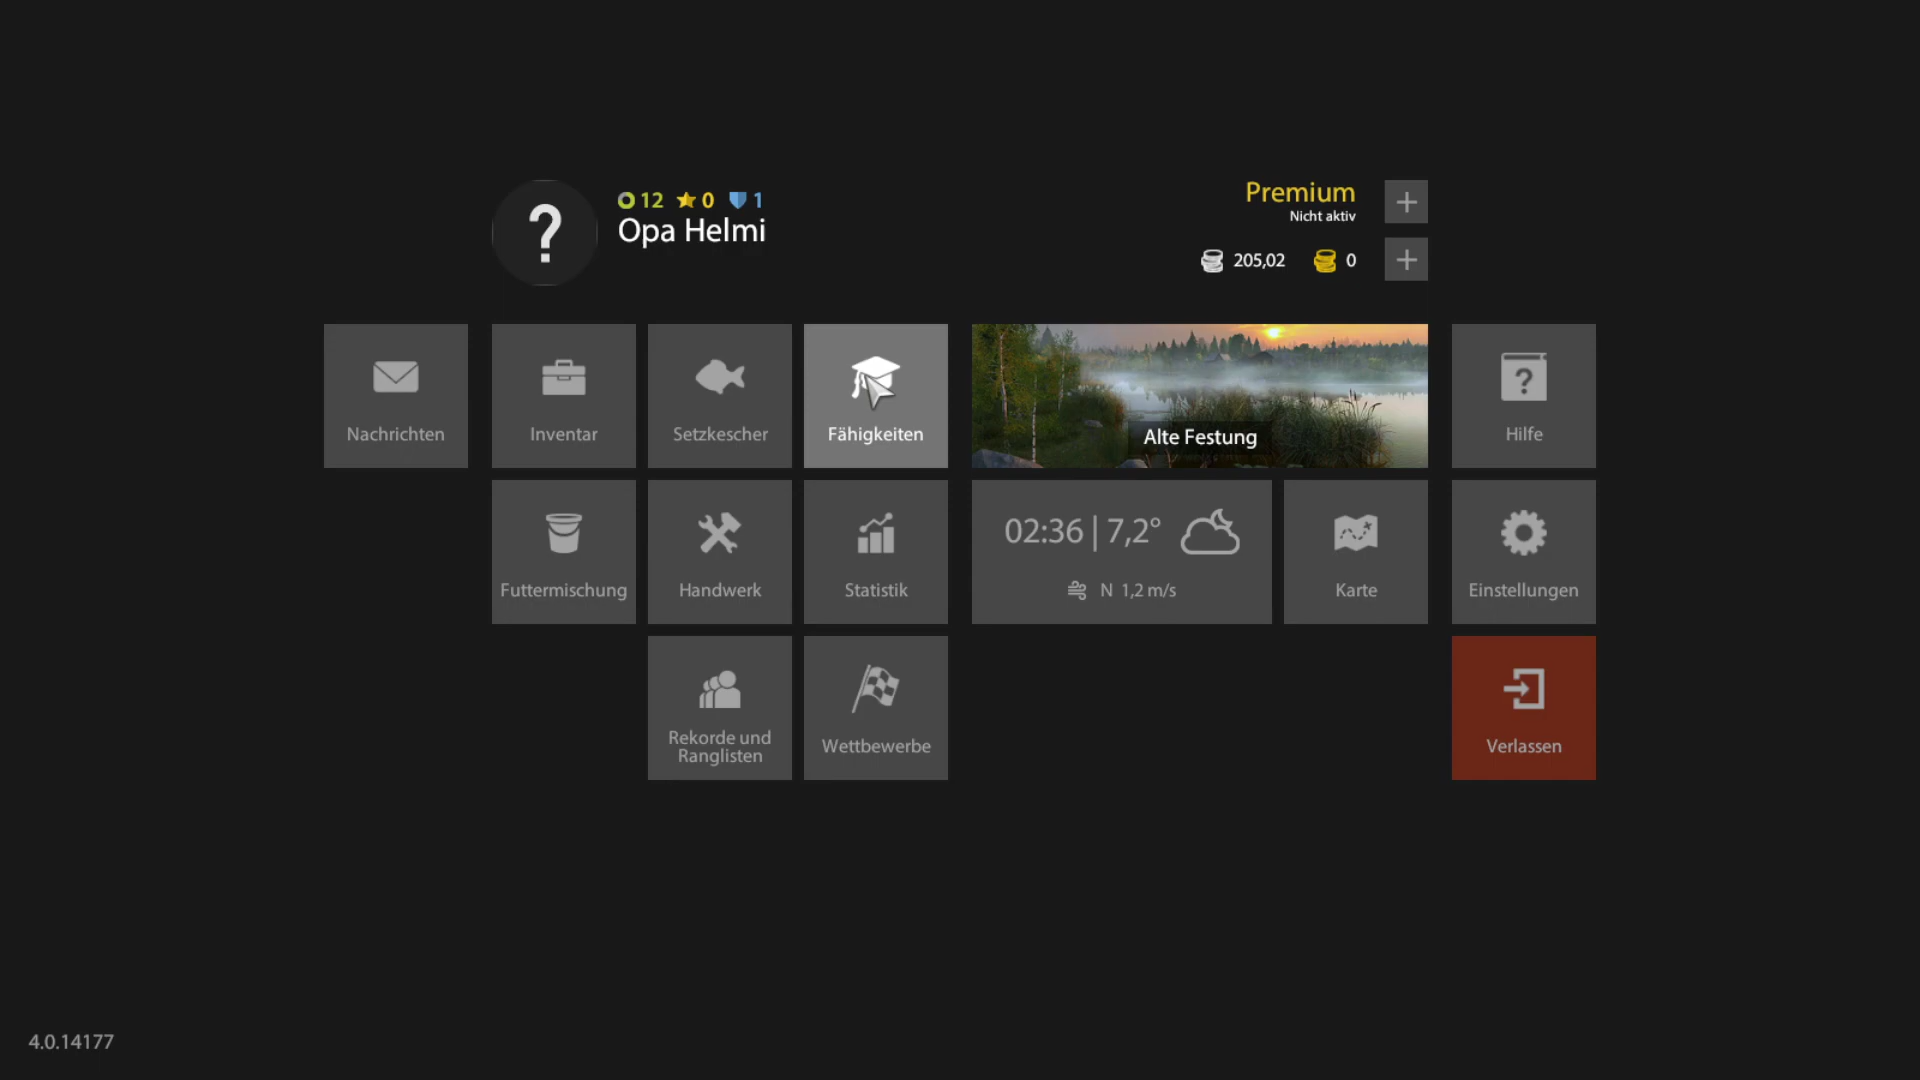 12 0 1
Opa Helmi
Premium
Nicht aktiv
205,02 0
Nachrichten
Inventar
Setzkescher
Fähigkeiten
Alte Festung
Hilfe
Futtermischung
Handwerk
Statistik
02:36 | 7,2°
N 1,2 m/s
Karte
Einstellungen
Rekorde und
Ranglisten
Wettbewerbe
Verlassen
4.0.14177